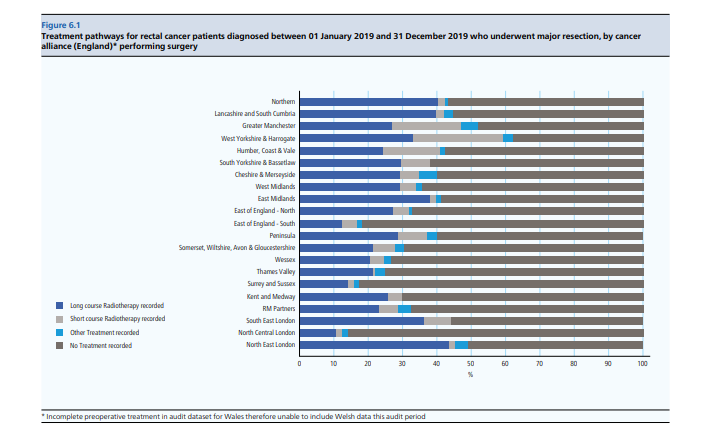 Figure 6.1
Treatment pathways for rectal cancer patients diagnosed between 01 January 2019 and 31 December 2019 who underwent major resection, by cancer
alliance (England)* performing surgery
Northern
Lancashire and South Cumbria
Greater Manchester
West Yorkshire & Harrogate
Humber, Coast & Vale
South Yorkshire & Bassetlaw
Cheshire & Merseyside
West Midlands
East Midlands
East of England - North
East of England - South
Peninsula
Somerset, Wiltshire, Avon & Gloucestershire
Wessex
Thames Valley
Surrey and Sussex
Kent and Medway
RM Partners
South East London
North Central London
North East London
Long course Radiotherapy recorded
Short course Radiotherapy recorded
Other Treatment recorded
No Treatment recorded
0 10 20 30 40 50 60 70 80 90 100
%
* Incomplete preoperative treatment in audit dataset for Wales therefore unable to include Welsh data this audit period